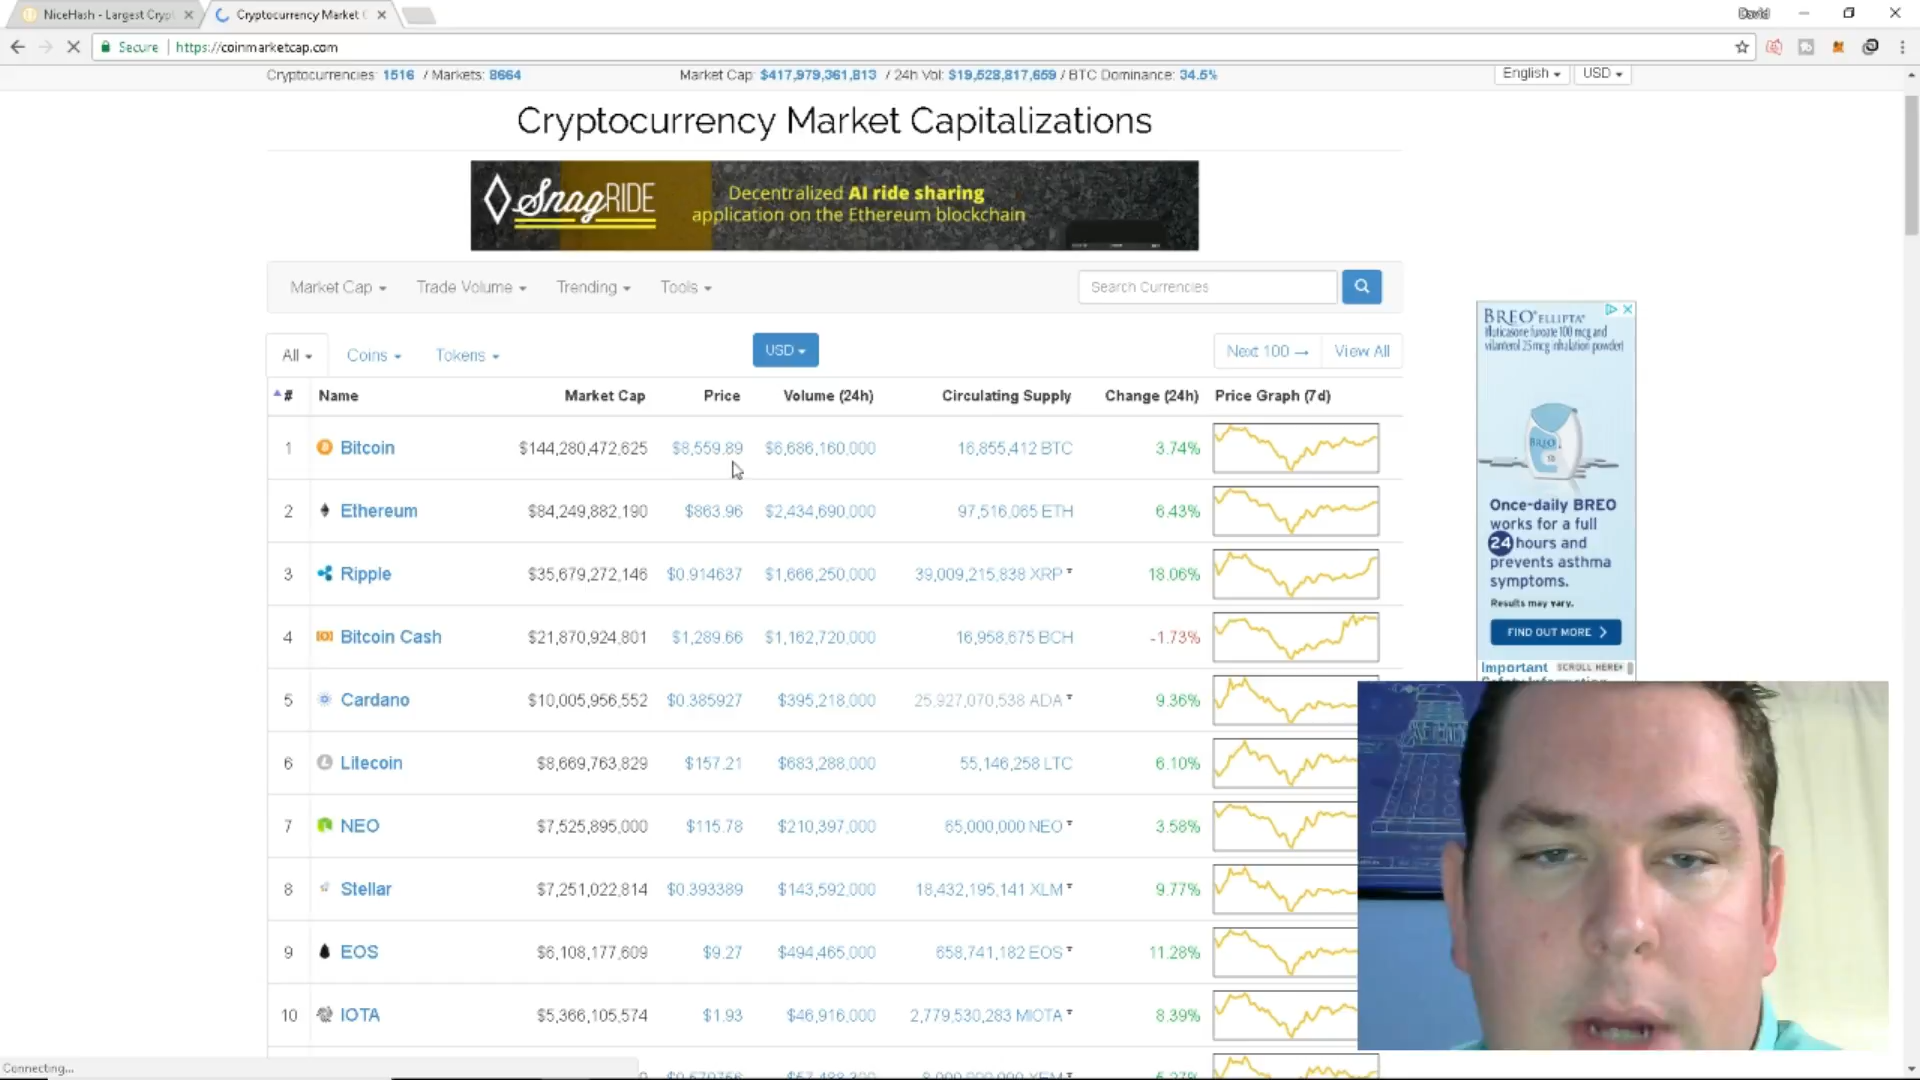 NiceHash - Largest Cryp
Cryptocurrency Market C
David
Secure
https://coinmarketcap.com
Cryptocurrencies: 1516 / Markets: 8664
Market Cap: $417,979,361,813 / 24h Vol: $19,528,817,659 / BTC Dominance: 34.5%
English
USD
Cryptocurrency Market Capitalizations
SnagRIDE
Decentralized AI ride sharing
application on the Ethereum blockchain
Market Cap
Trade Volume
Trending
Tools
Search Currencies
All
Coins
Tokens
USD
Next 100 →
View All
# Name Market Cap Price Volume (24h) Circulating Supply Change (24h) Price Graph (7d)
1 Bitcoin $144,280,472,625 $8,559.89 $6,686,160,000 16,855,412 BTC 3.74%
2 Ethereum $84,249,882,190 $863.96 $2,434,690,000 97,516,065 ETH 6.43%
3 Ripple $35,679,272,146 $0.914637 $1,666,250,000 39,009,215,838 XRP * 18.06%
4 Bitcoin Cash $21,870,924,801 $1,289.66 $1,162,720,000 16,958,675 BCH -1.73%
5 Cardano $10,005,956,552 $0.385927 $395,218,000 25,927,070,538 ADA * 9.36%
6 Litecoin $8,669,763,829 $157.21 $683,288,000 55,146,258 LTC 6.10%
7 NEO $7,525,895,000 $115.78 $210,397,000 65,000,000 NEO * 3.58%
8 Stellar $7,251,022,814 $0.393389 $143,592,000 18,432,195,141 XLM * 9.77%
9 EOS $6,108,177,609 $9.27 $494,465,000 658,741,182 EOS * 11.28%
10 IOTA $5,366,105,574 $1.93 $46,916,000 2,779,530,283 MIOTA * 8.39%
BREO ELLIPTA
fluticasone furoate 100 mcg and
vilanterol 25 mcg inhalation powder
BREO
Once-daily BREO
works for a full
24 hours and
prevents asthma
symptoms.
Results may vary.
FIND OUT MORE
Important
SCROLL HERE
Connecting...